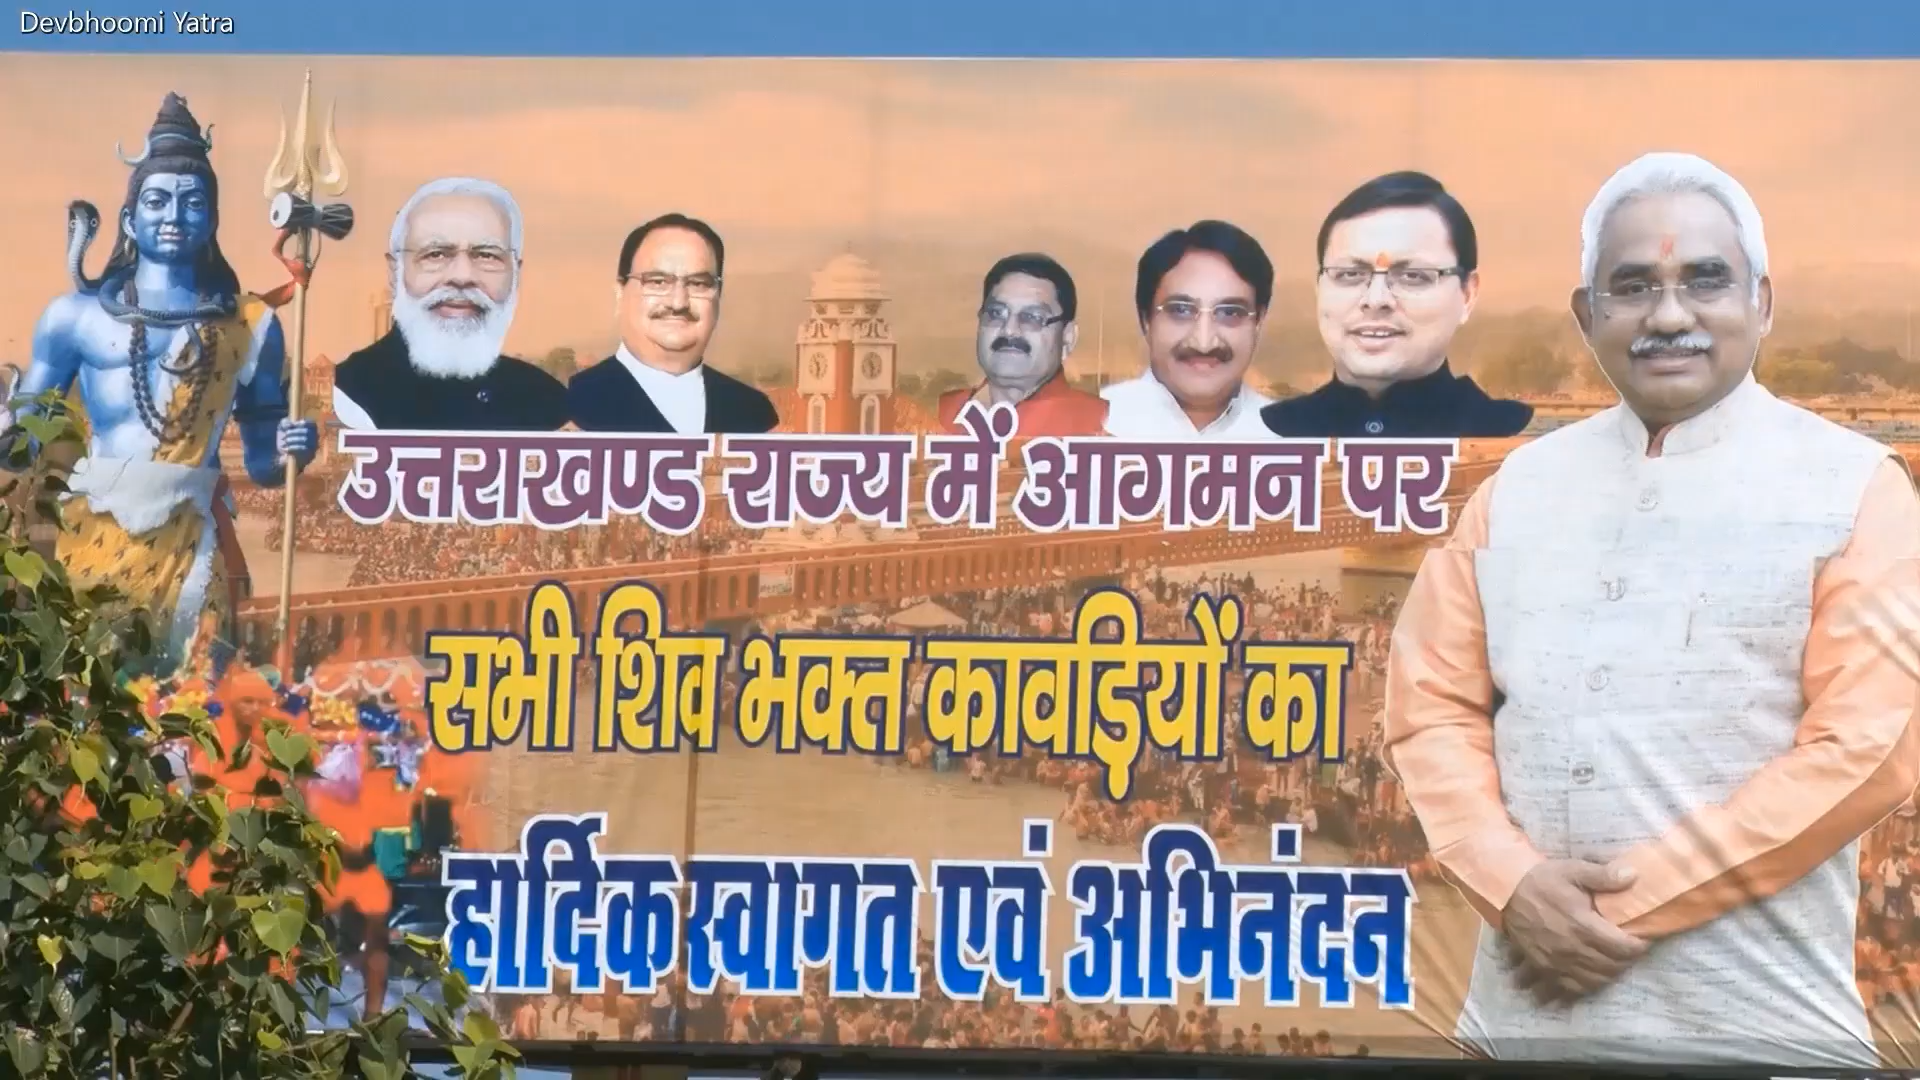 Devbhoomi Yatra
उत्तराखण्ड राज्य में आगमन पर
सभी शिव भक्त कावड़ियों का
हार्दिक स्वागत एवं अभिनंदन